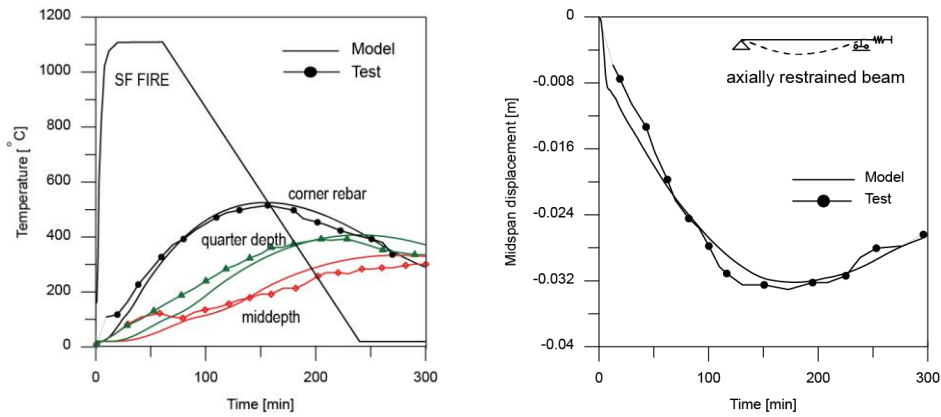 1200
1000
800
600
400
200
0
Temperature [ °C]
SF FIRE
Model
Test
corner rebar
quarter depth
middepth
0
100
200
300
Time [min]
0
-0.008
-0.016
-0.024
-0.032
-0.04
Midspan displacement [m]
axially restrained beam
Model
Test
0
100
200
300
Time [min]